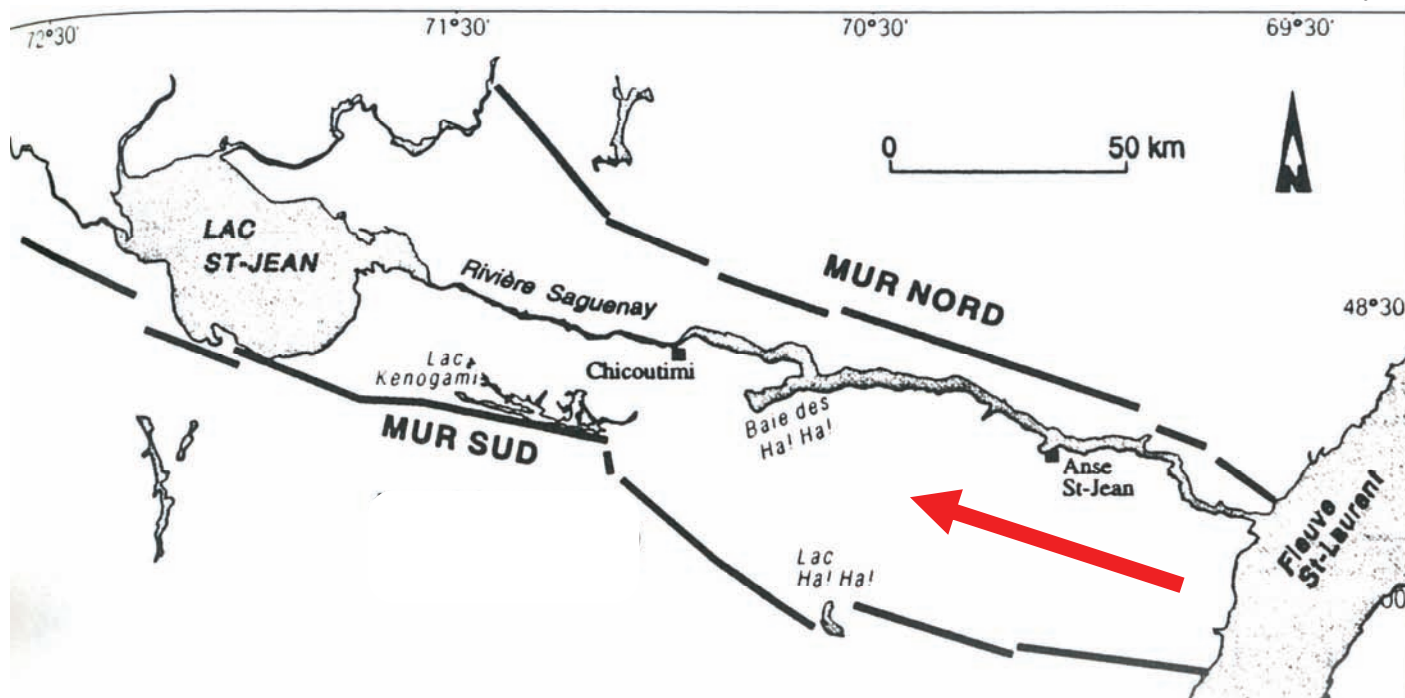 72°30'
71°30'
70°30'
69°30'
0
50 km
N
LAC
ST-JEAN
Rivière Saguenay
MUR NORD
48°30
Lac
Kenogami
Chicoutimi
Baie des
Ha! Ha!
MUR SUD
Anse
St-Jean
Fleuve
St-Laurent
Lac
Ha! Ha!
00